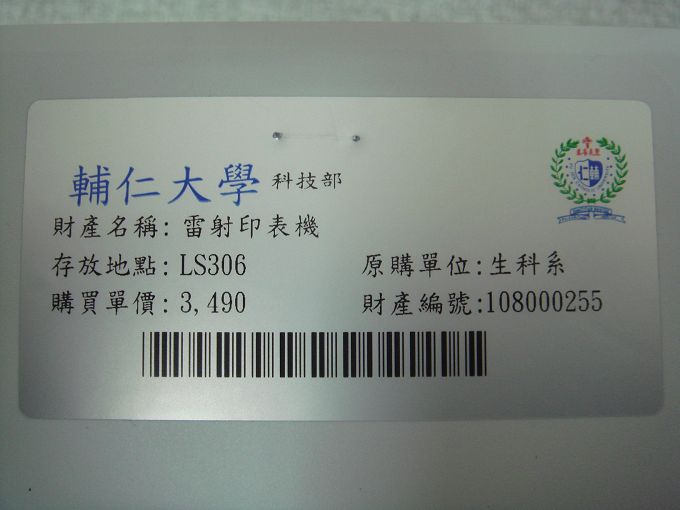 輔仁大學 科技部
財產名稱: 雷射印表機
存放地點: LS306 原購單位: 生科系
購買單價: 3,490 財產編號:108000255